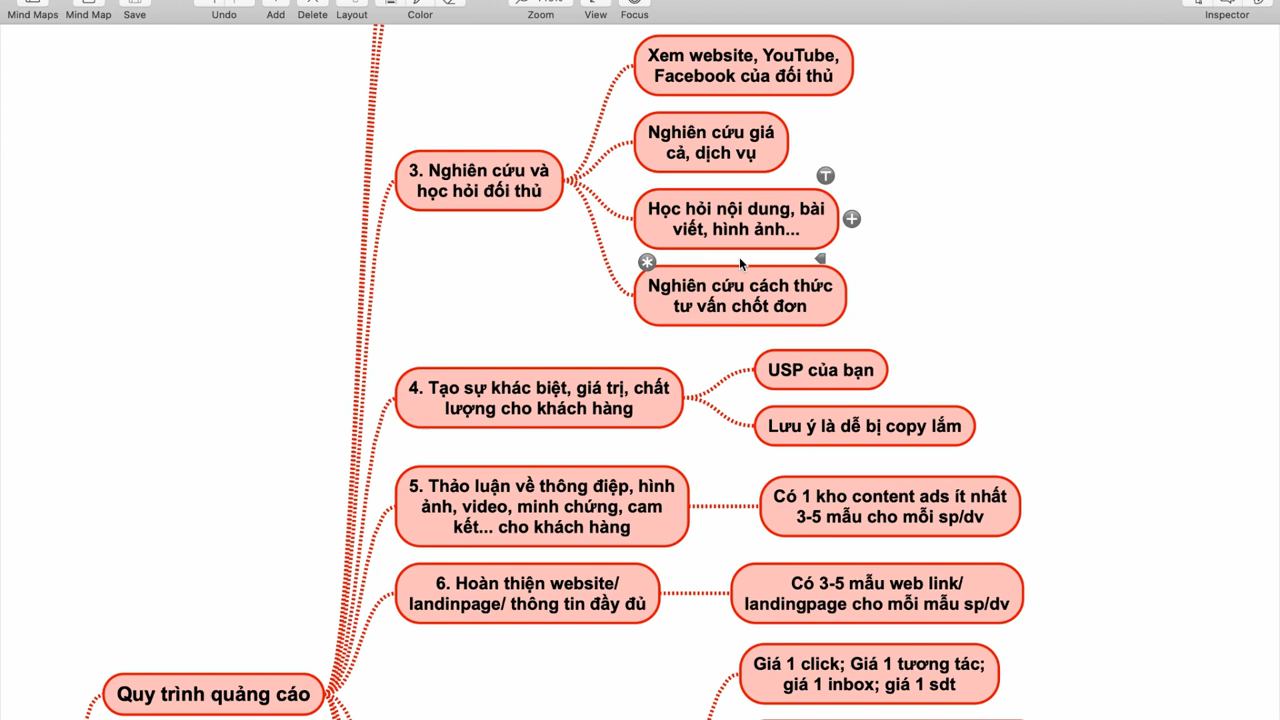 Mind Maps Mind Map Save Undo Add Delete Layout Color Zoom View Focus Inspector
Xem website, YouTube,
Facebook của đối thủ
Nghiên cứu giá
cả, dịch vụ
3. Nghiên cứu và
học hỏi đối thủ
Học hỏi nội dung, bài
viết, hình ảnh...
Nghiên cứu cách thức
tư vấn chốt đơn
4. Tạo sự khác biệt, giá trị, chất
lượng cho khách hàng
USP của bạn
Lưu ý là dễ bị copy lắm
5. Thảo luận về thông điệp, hình
ảnh, video, minh chứng, cam
kết... cho khách hàng
Có 1 kho content ads ít nhất
3-5 mẫu cho mỗi sp/dv
6. Hoàn thiện website/
landinpage/ thông tin đầy đủ
Có 3-5 mẫu web link/
landingpage cho mỗi mẫu sp/dv
Quy trình quảng cáo
Giá 1 click; Giá 1 tương tác;
giá 1 inbox; giá 1 sdt